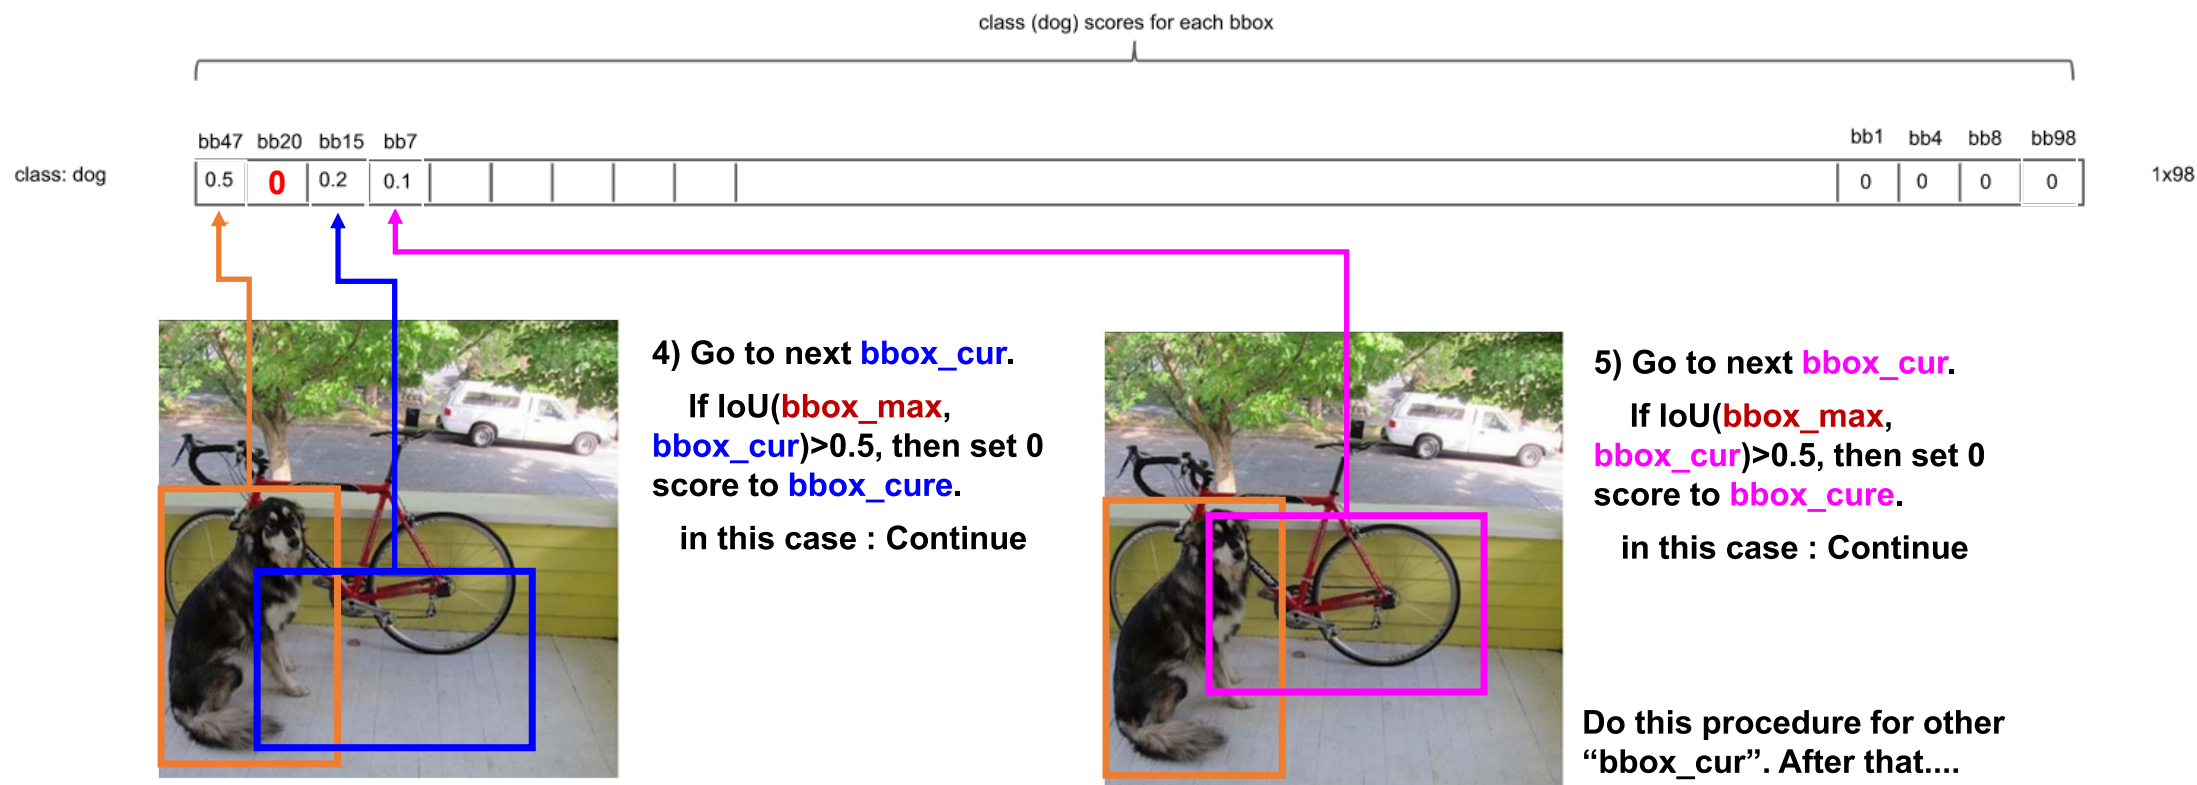 class (dog) scores for each bbox
bb47 bb20 bb15 bb7 bb1 bb4 bb8 bb98
class: dog 0.5 0 0.2 0.1 0 0 0 0 1x98
4) Go to next bbox_cur.
If IoU(bbox_max,
bbox_cur)>0.5, then set 0
score to bbox_cure.
in this case : Continue
5) Go to next bbox_cur.
If IoU(bbox_max,
bbox_cur)>0.5, then set 0
score to bbox_cure.
in this case : Continue
Do this procedure for other
“bbox_cur”. After that....